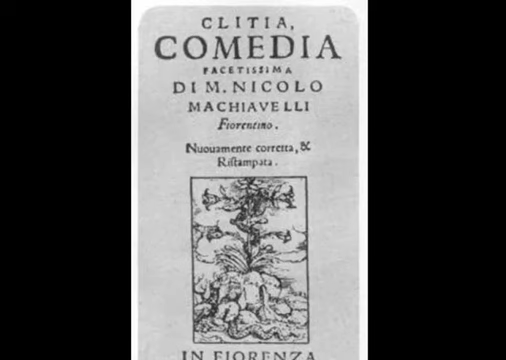 CLITIA,
COMEDIA
FACETISSIMA
DI M. NICOLO
MACHIAVELLI
Fiorentino.
Nuouamente corretta, &
Ristampata.
IN FIORENZA